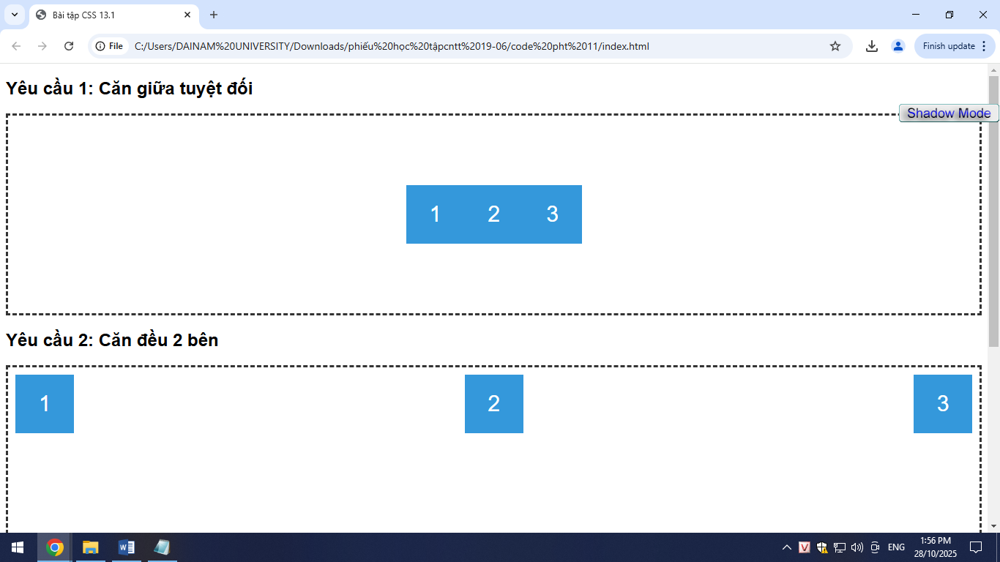 Bài tập CSS 13.1
File
C:/Users/DAINAM%20UNIVERSITY/Downloads/phiếu%20học%20tậpcntt%2019-06/code%20pht%2011/index.html
Finish update
Yêu cầu 1: Căn giữa tuyệt đối
Shadow Mode
1 2 3
Yêu cầu 2: Căn đều 2 bên
1 2 3
ENG
1:56 PM
28/10/2025